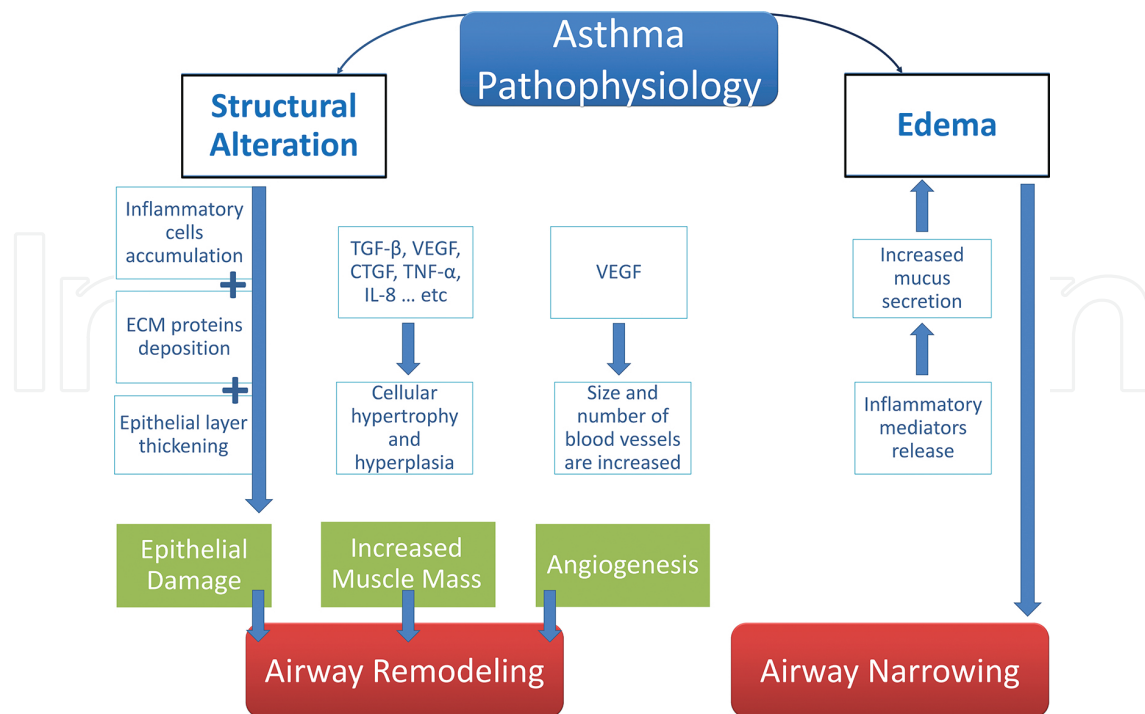 Asthma
Pathophysiology
Structural
Alteration
Edema
Inflammatory
cells
accumulation
+
ECM proteins
deposition
+
Epithelial layer
thickening
TGF-β, VEGF,
CTGF, TNF-α,
IL-8 ... etc
Cellular
hypertrophy
and
hyperplasia
VEGF
Size and
number of
blood vessels
are increased
Increased
mucus
secretion
Inflammatory
mediators
release
Epithelial
Damage
Increased
Muscle Mass
Angiogenesis
Airway Remodeling
Airway Narrowing